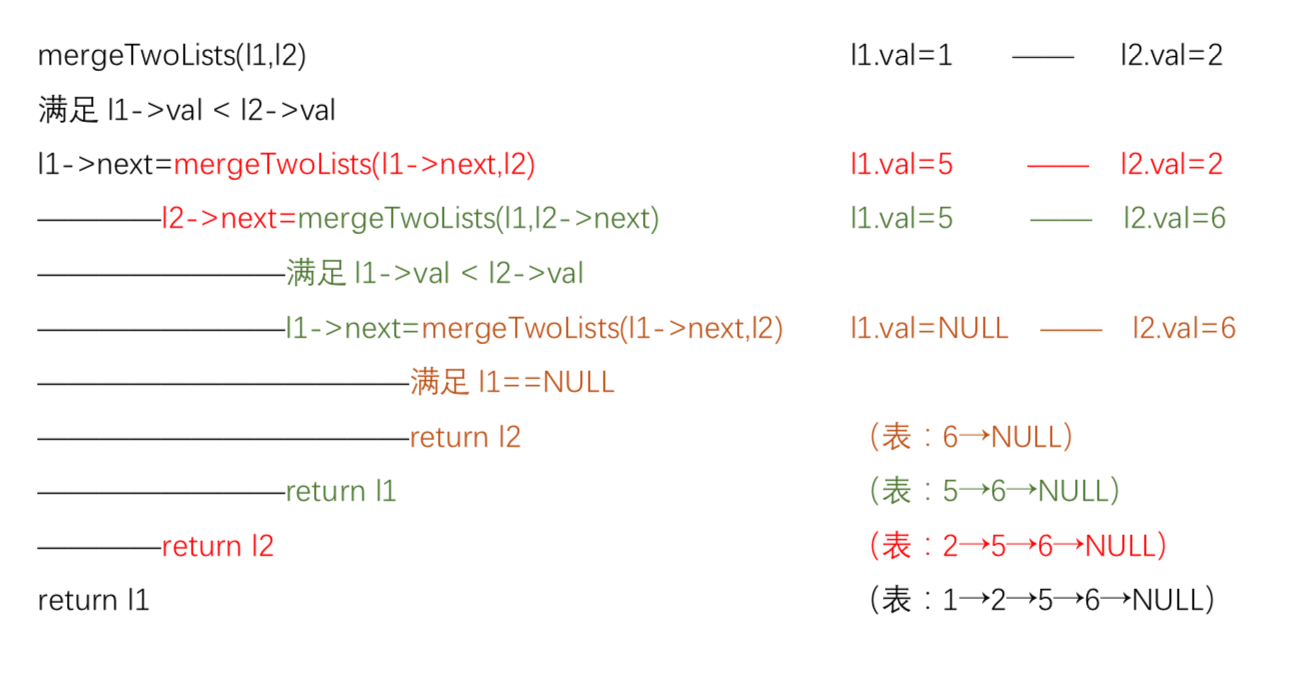 mergeTwoLists(l1,l2) l1.val=1 —— l2.val=2
满足 l1->val < l2->val
l1->next=mergeTwoLists(l1->next,l2) l1.val=5 —— l2.val=2
————l2->next=mergeTwoLists(l1,l2->next) l1.val=5 —— l2.val=6
————————满足 l1->val < l2->val
————————l1->next=mergeTwoLists(l1->next,l2) l1.val=NULL —— l2.val=6
————————————满足 l1==NULL
————————————return l2 (表：6→NULL)
————————return l1 (表：5→6→NULL)
————return l2 (表：2→5→6→NULL)
return l1 (表：1→2→5→6→NULL)